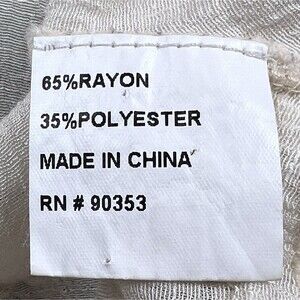 65%RAYON
35%POLYESTER
MADE IN CHINA
RN # 90353